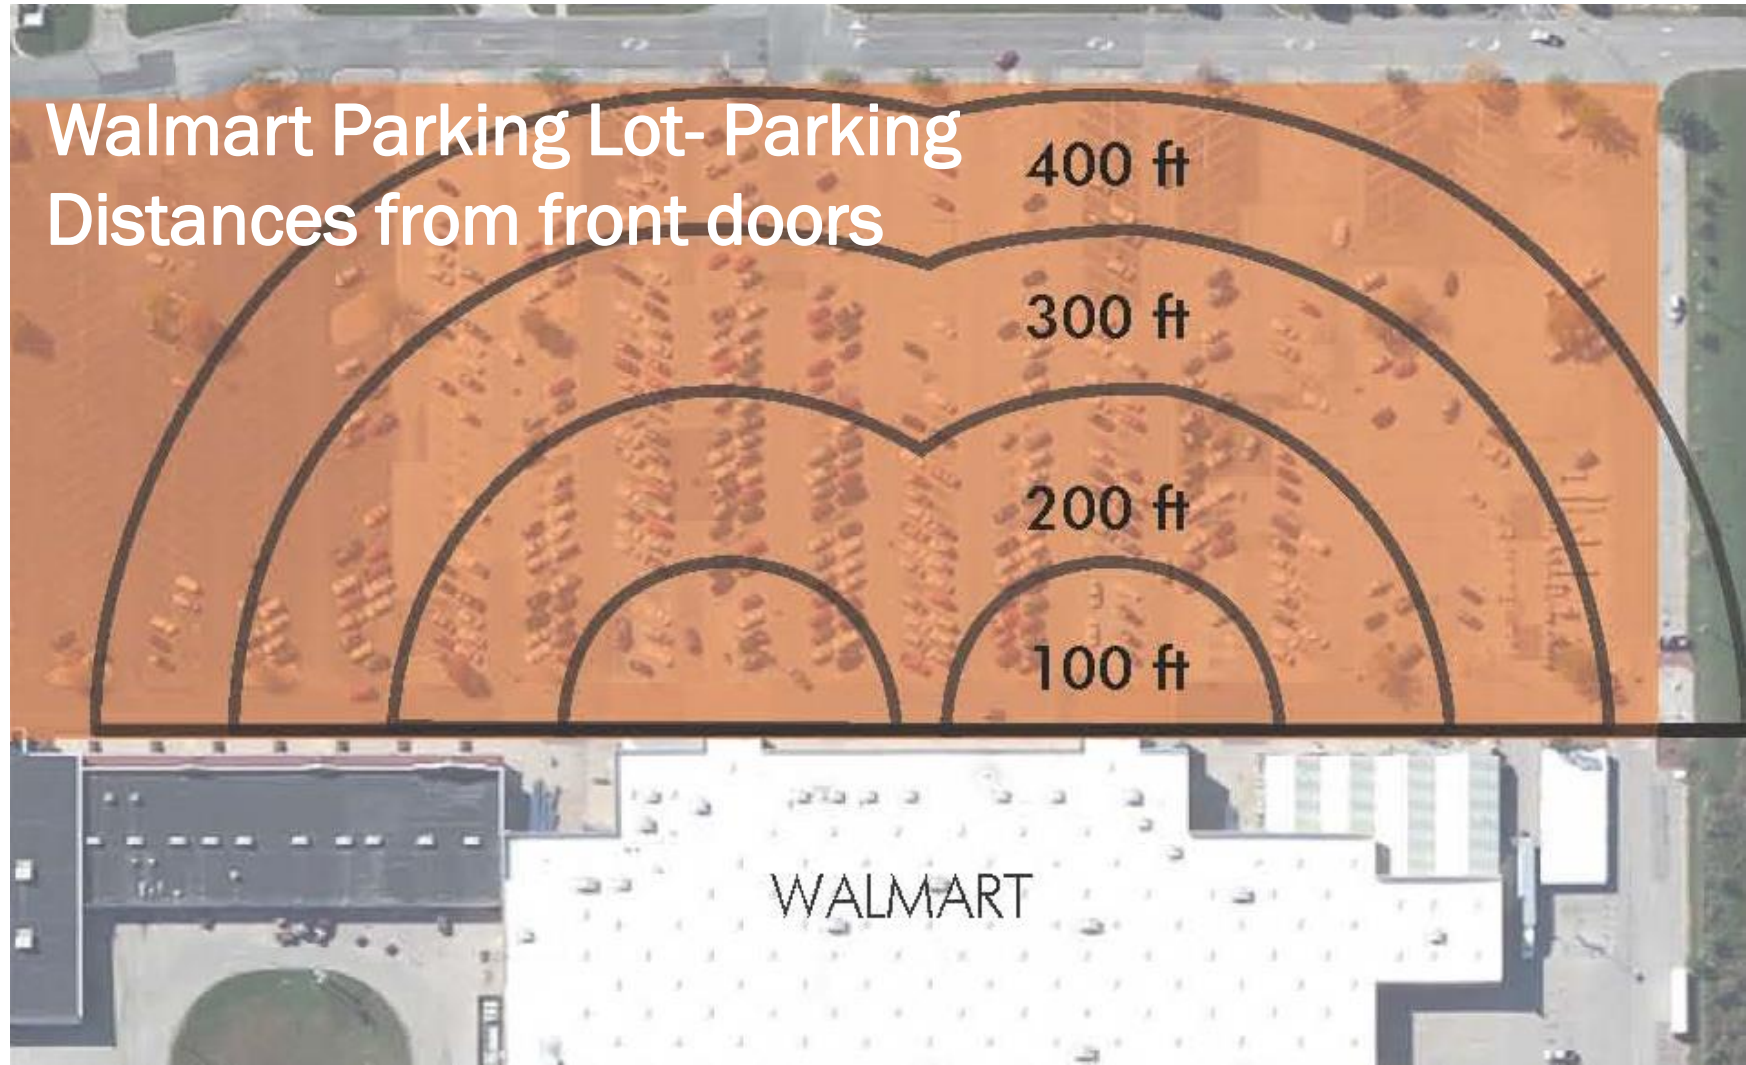 Walmart Parking Lot- Parking
Distances from front doors
400 ft
300 ft
200 ft
100 ft
WALMART